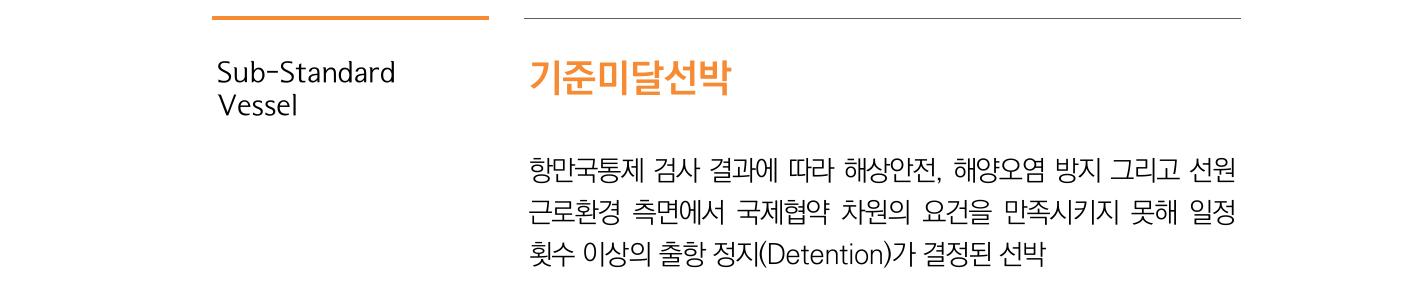 Sub-Standard
Vessel
기준미달선박
항만국통제 검사 결과에 따라 해상안전, 해양오염 방지 그리고 선원
근로환경 측면에서 국제협약 차원의 요건을 만족시키지 못해 일정
횟수 이상의 출항 정지(Detention)가 결정된 선박